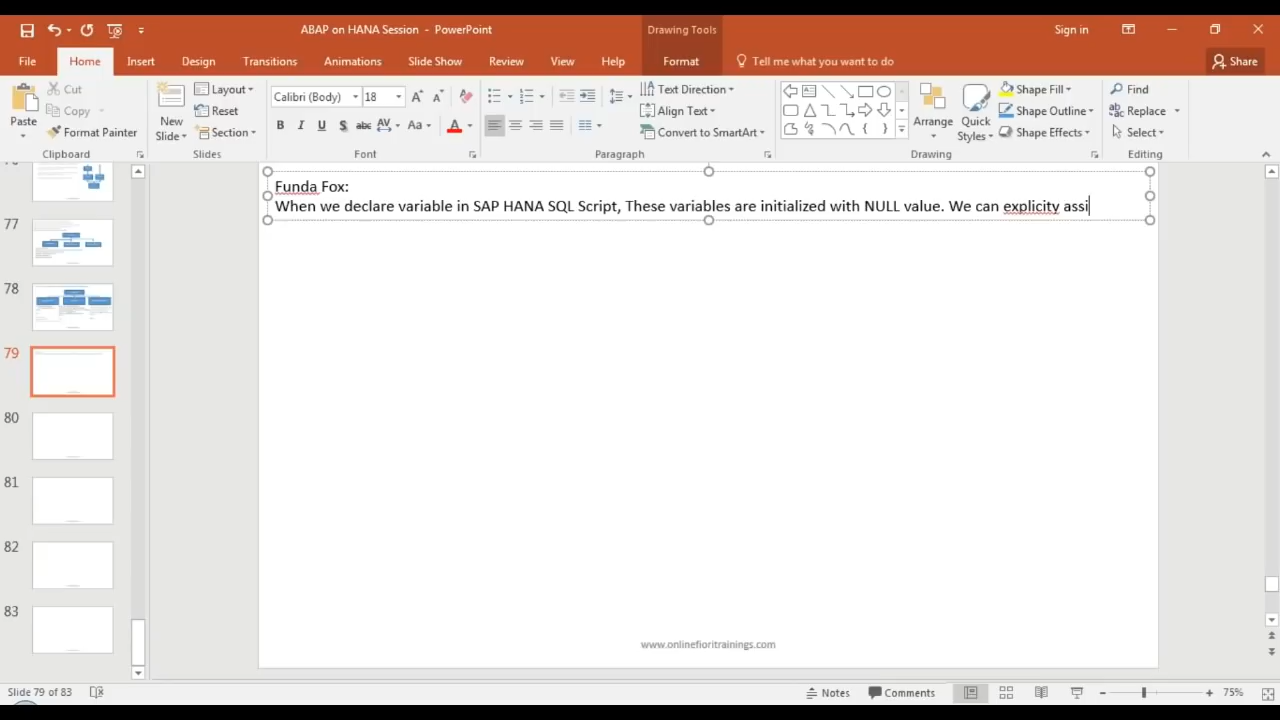 ABAP on HANA Session - PowerPoint
Drawing Tools
Sign in
File
Home
Insert
Design
Transitions
Animations
Slide Show
Review
View
Help
Format
Tell me what you want to do
Share
Paste
Cut
Copy
Format Painter
Clipboard
New
Slide
Layout
Reset
Section
Slides
Calibri (Body)
18
B I U S abc AV Aa A
Font
Text Direction
Align Text
Convert to SmartArt
Paragraph
Arrange
Quick
Styles
Shape Fill
Shape Outline
Shape Effects
Drawing
Find
Replace
Select
Editing
77
78
79
80
81
82
83
Funda Fox:
When we declare variable in SAP HANA SQL Script, These variables are initialized with NULL value. We can explicity assi
www.onlinefioritrainings.com
Slide 79 of 83
Notes
Comments
75%